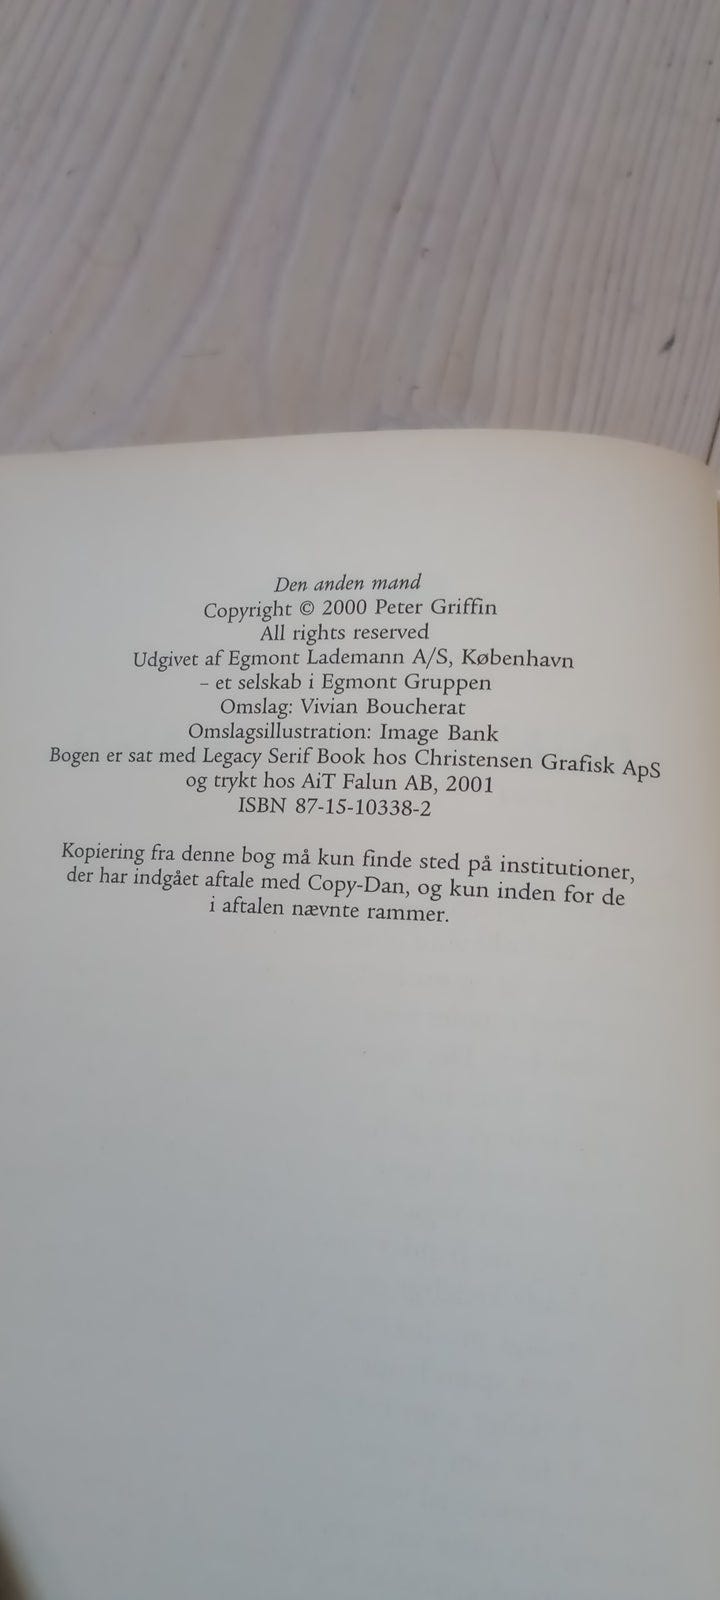 Den anden mand
Copyright © 2000 Peter Griffin
All rights reserved
Udgivet af Egmont Lademann A/S, København
– et selskab i Egmont Gruppen
Omslag: Vivian Boucherat
Omslagsillustration: Image Bank
Bogen er sat med Legacy Serif Book hos Christensen Grafisk ApS
og trykt hos AiT Falun AB, 2001
ISBN 87-15-10338-2
Kopiering fra denne bog må kun finde sted på institutioner,
der har indgået aftale med Copy-Dan, og kun inden for de
i aftalen nævnte rammer.